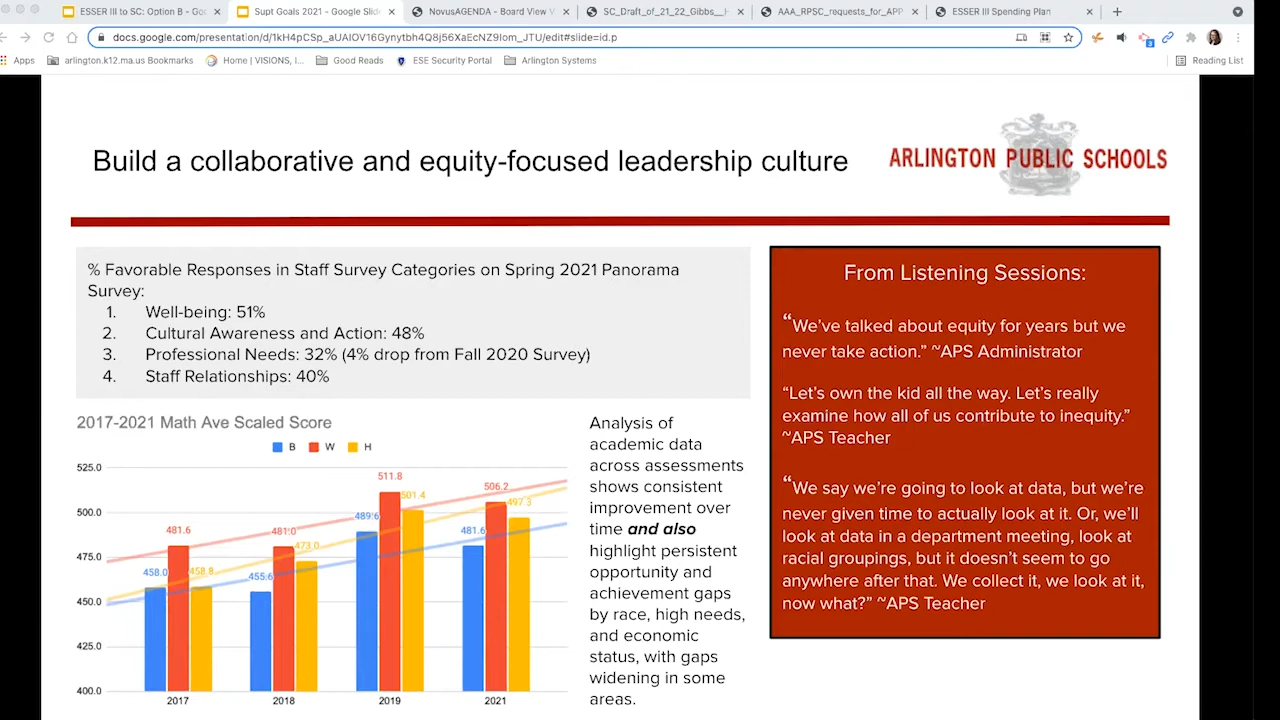 ESSER III to SC: Option B - Go
Supt Goals 2021 - Google Slide
NovusAGENDA - Board View
SC_Draft_of_21_22_Gibbs_
AAA_RPSC_requests_for_APP
ESSER III Spending Plan
docs.google.com/presentation/d/1kH4pCSp_aUAIOV16Gynytbh4Q8j56XaEcNZ9Iom_JTU/edit#slide=id.p
3
Apps
arlington.k12.ma.us Bookmarks
Home | VISIONS, I...
Good Reads
ESE Security Portal
Arlington Systems
Reading List
Build a collaborative and equity-focused leadership culture
ARLINGTON PUBLIC SCHOOLS
% Favorable Responses in Staff Survey Categories on Spring 2021 Panorama
Survey:
1. Well-being: 51%
2. Cultural Awareness and Action: 48%
3. Professional Needs: 32% (4% drop from Fall 2020 Survey)
4. Staff Relationships: 40%
2017-2021 Math Ave Scaled Score
B W H
525.0
500.0
475.0
450.0
425.0
400.0
458.0
481.6
458.8
455.6
481.0
473.0
489.6
511.8
501.4
481.6
506.2
497.3
2017
2018
2019
2021
Analysis of
academic data
across assessments
shows consistent
improvement over
time and also
highlight persistent
opportunity and
achievement gaps
by race, high needs,
and economic
status, with gaps
widening in some
areas.
From Listening Sessions:
“We’ve talked about equity for years but we
never take action.” ~APS Administrator
“Let’s own the kid all the way. Let’s really
examine how all of us contribute to inequity.”
~APS Teacher
“We say we’re going to look at data, but we’re
never given time to actually look at it. Or, we’ll
look at data in a department meeting, look at
racial groupings, but it doesn’t seem to go
anywhere after that. We collect it, we look at it,
now what?” ~APS Teacher